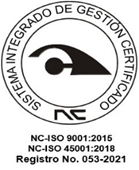 SISTEMA INTEGRADO DE GESTIÓN CERTIFICADO
nc
NC-ISO 9001:2015
NC-ISO 45001:2018
Registro No. 053-2021